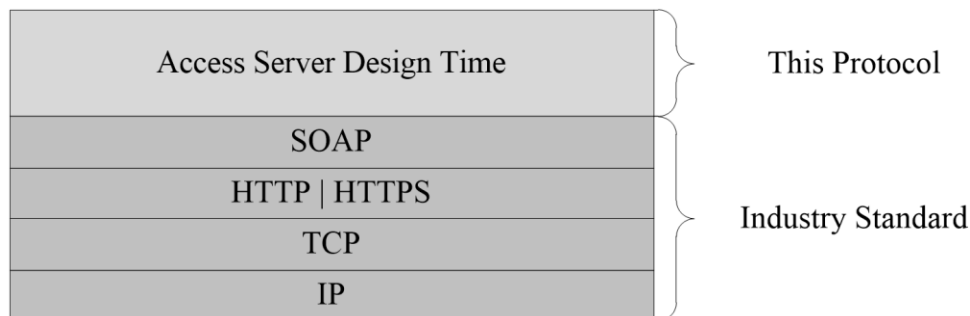 Access Server Design Time
This Protocol
SOAP
HTTP | HTTPS
TCP
IP
Industry Standard